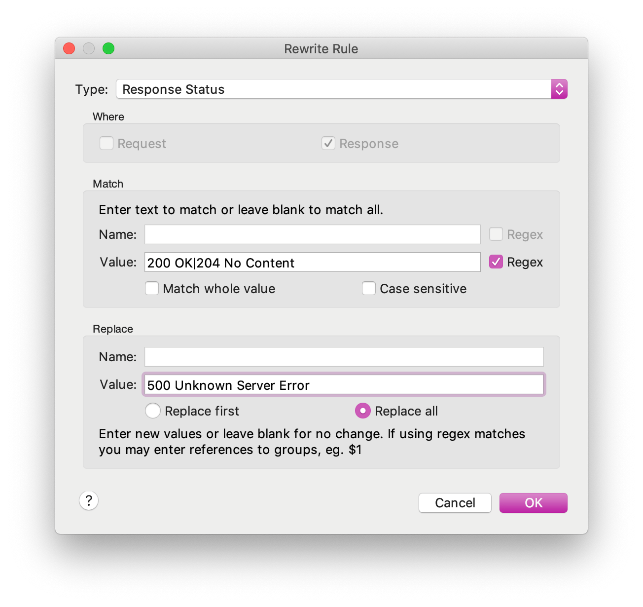 Rewrite Rule
Type: Response Status
Where
Request Response
Match
Enter text to match or leave blank to match all.
Name: Regex
Value: 200 OK|204 No Content Regex
Match whole value Case sensitive
Replace
Name:
Value: 500 Unknown Server Error
Replace first Replace all
Enter new values or leave blank for no change. If using regex matches
you may enter references to groups, eg. $1
? Cancel OK